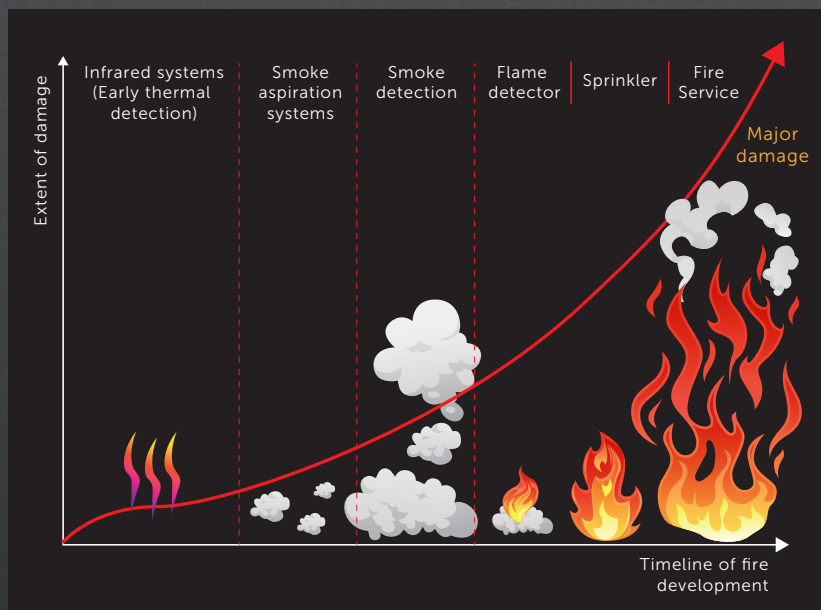 Extent of damage
Infrared systems
(Early thermal
detection)
Smoke
aspiration
systems
Smoke
detection
Flame
detector
Sprinkler
Fire
Service
Major
damage
Timeline of fire
development